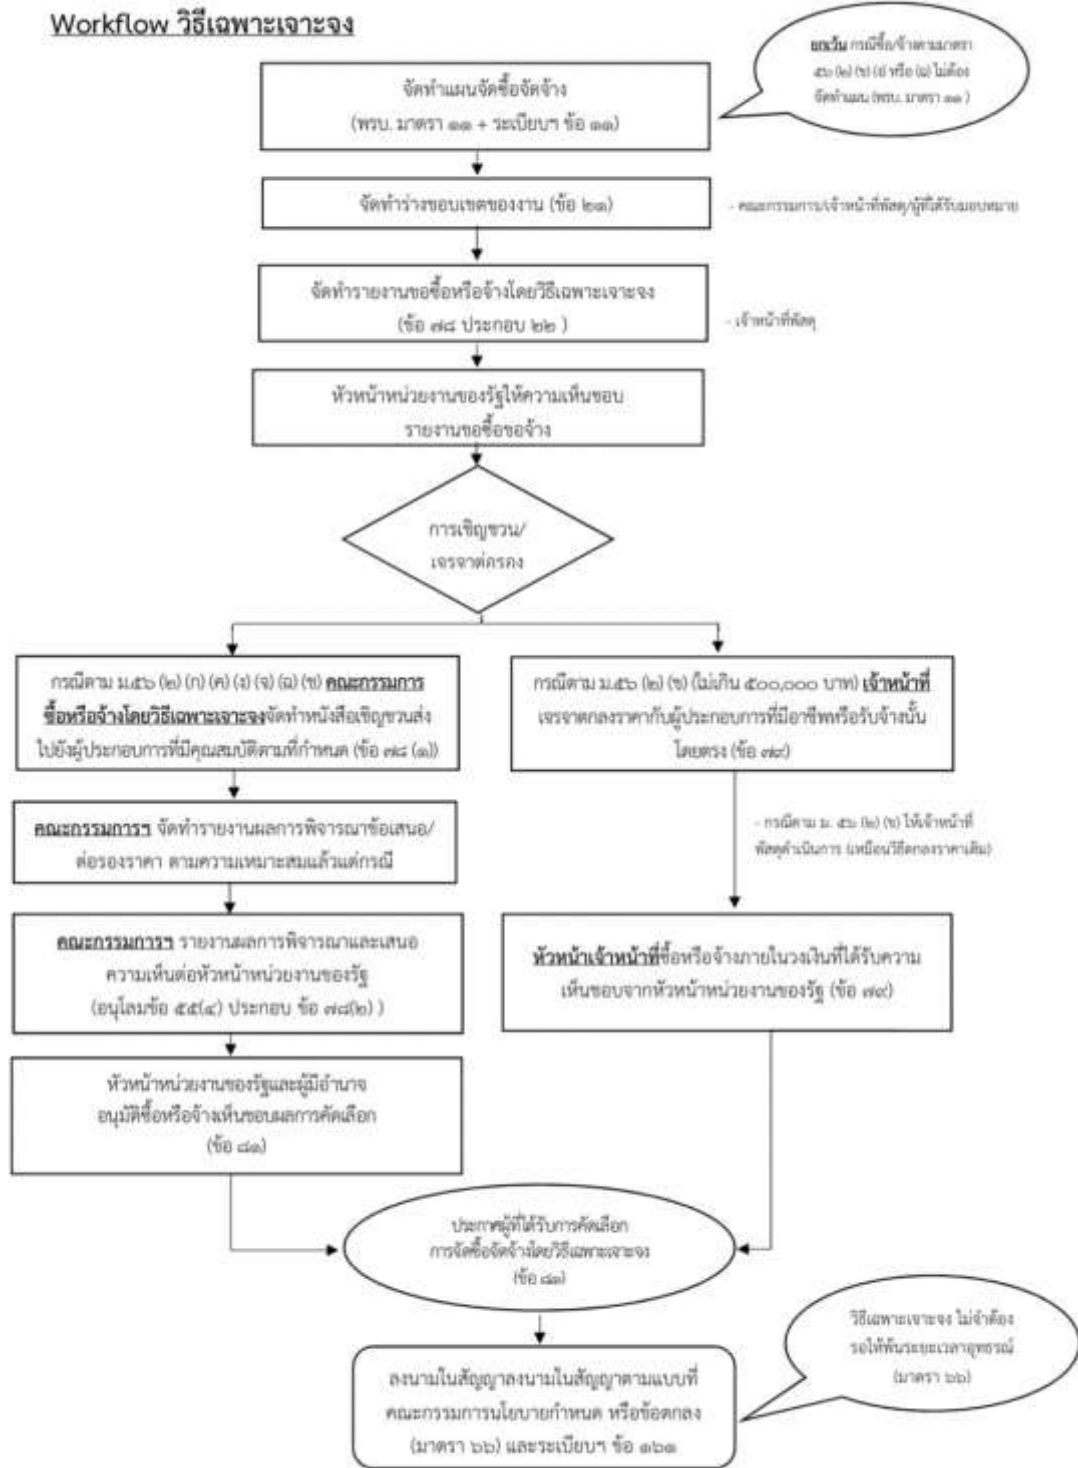 Workflow วิธีเฉพาะเจาะจง
ยกเว้น กรณีซื้อ/จ้างตามมาตรา
๕๖ (๒) (ข) (ง) หรือ (ฉ) ไม่ต้อง
จัดทำแผน (พรบ. มาตรา ๑๑ )
จัดทำแผนจัดซื้อจัดจ้าง
(พรบ. มาตรา ๑๑ + ระเบียบฯ ข้อ ๑๑)
จัดทำร่างขอบเขตของงาน (ข้อ ๒๑)
- คณะกรรมการ/เจ้าหน้าที่พัสดุ/ผู้ที่ได้รับมอบหมาย
จัดทำรายงานขอซื้อหรือจ้างโดยวิธีเฉพาะเจาะจง
(ข้อ ๗๘ ประกอบ ๒๒ )
- เจ้าหน้าที่พัสดุ
หัวหน้าหน่วยงานของรัฐให้ความเห็นชอบ
รายงานขอซื้อขอจ้าง
การเชิญชวน/
เจรจาต่อรอง
กรณีตาม ม.๕๖ (๒) (ก) (ค) (ง) (จ) (ฉ) (ช) คณะกรรมการ
ซื้อหรือจ้างโดยวิธีเฉพาะเจาะจงจัดทำหนังสือเชิญชวนส่ง
ไปยังผู้ประกอบการที่มีคุณสมบัติตามที่กำหนด (ข้อ ๗๘ (๑))
กรณีตาม ม.๕๖ (๒) (ข) (ไม่เกิน ๕๐๐,๐๐๐ บาท) เจ้าหน้าที่
เจรจาตกลงราคากับผู้ประกอบการที่มีอาชีพหรือรับจ้างนั้น
โดยตรง (ข้อ ๗๙)
คณะกรรมการฯ จัดทำรายงานผลการพิจารณาข้อเสนอ/
ต่อรองราคา ตามความเหมาะสมแล้วแต่กรณี
- กรณีตาม ม. ๕๖ (๒) (ข) ให้เจ้าหน้าที่
พัสดุดำเนินการ (เหมือนวิธีตกลงราคาเดิม)
คณะกรรมการฯ รายงานผลการพิจารณาและเสนอ
ความเห็นต่อหัวหน้าหน่วยงานของรัฐ
(อนุโลมข้อ ๕๕(๔) ประกอบ ข้อ ๗๘(๒) )
หัวหน้าเจ้าหน้าที่ซื้อหรือจ้างภายในวงเงินที่ได้รับความ
เห็นชอบจากหัวหน้าหน่วยงานของรัฐ (ข้อ ๗๙)
หัวหน้าหน่วยงานของรัฐและผู้มีอำนาจ
อนุมัติซื้อหรือจ้างเห็นชอบผลการคัดเลือก
(ข้อ ๘๑)
ประกาศผู้ที่ได้รับการคัดเลือก
การจัดซื้อจัดจ้างโดยวิธีเฉพาะเจาะจง
(ข้อ ๘๑)
วิธีเฉพาะเจาะจง ไม่จำต้อง
รอให้พ้นระยะเวลาอุทธรณ์
(มาตรา ๖๖)
ลงนามในสัญญาลงนามในสัญญาตามแบบที่
คณะกรรมการนโยบายกำหนด หรือข้อตกลง
(มาตรา ๖๖) และระเบียบฯ ข้อ ๑๖๑